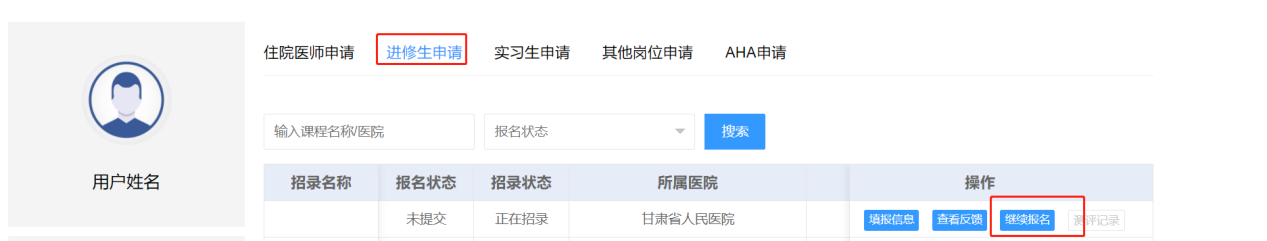 住院医师申请 进修生申请 实习生申请 其他岗位申请 AHA申请
输入课程名称/医院 报名状态 搜索
用户姓名
招录名称 报名状态 招录状态 所属医院 操作
未提交 正在招录 甘肃省人民医院 填报信息 查看反馈 继续报名 测评记录